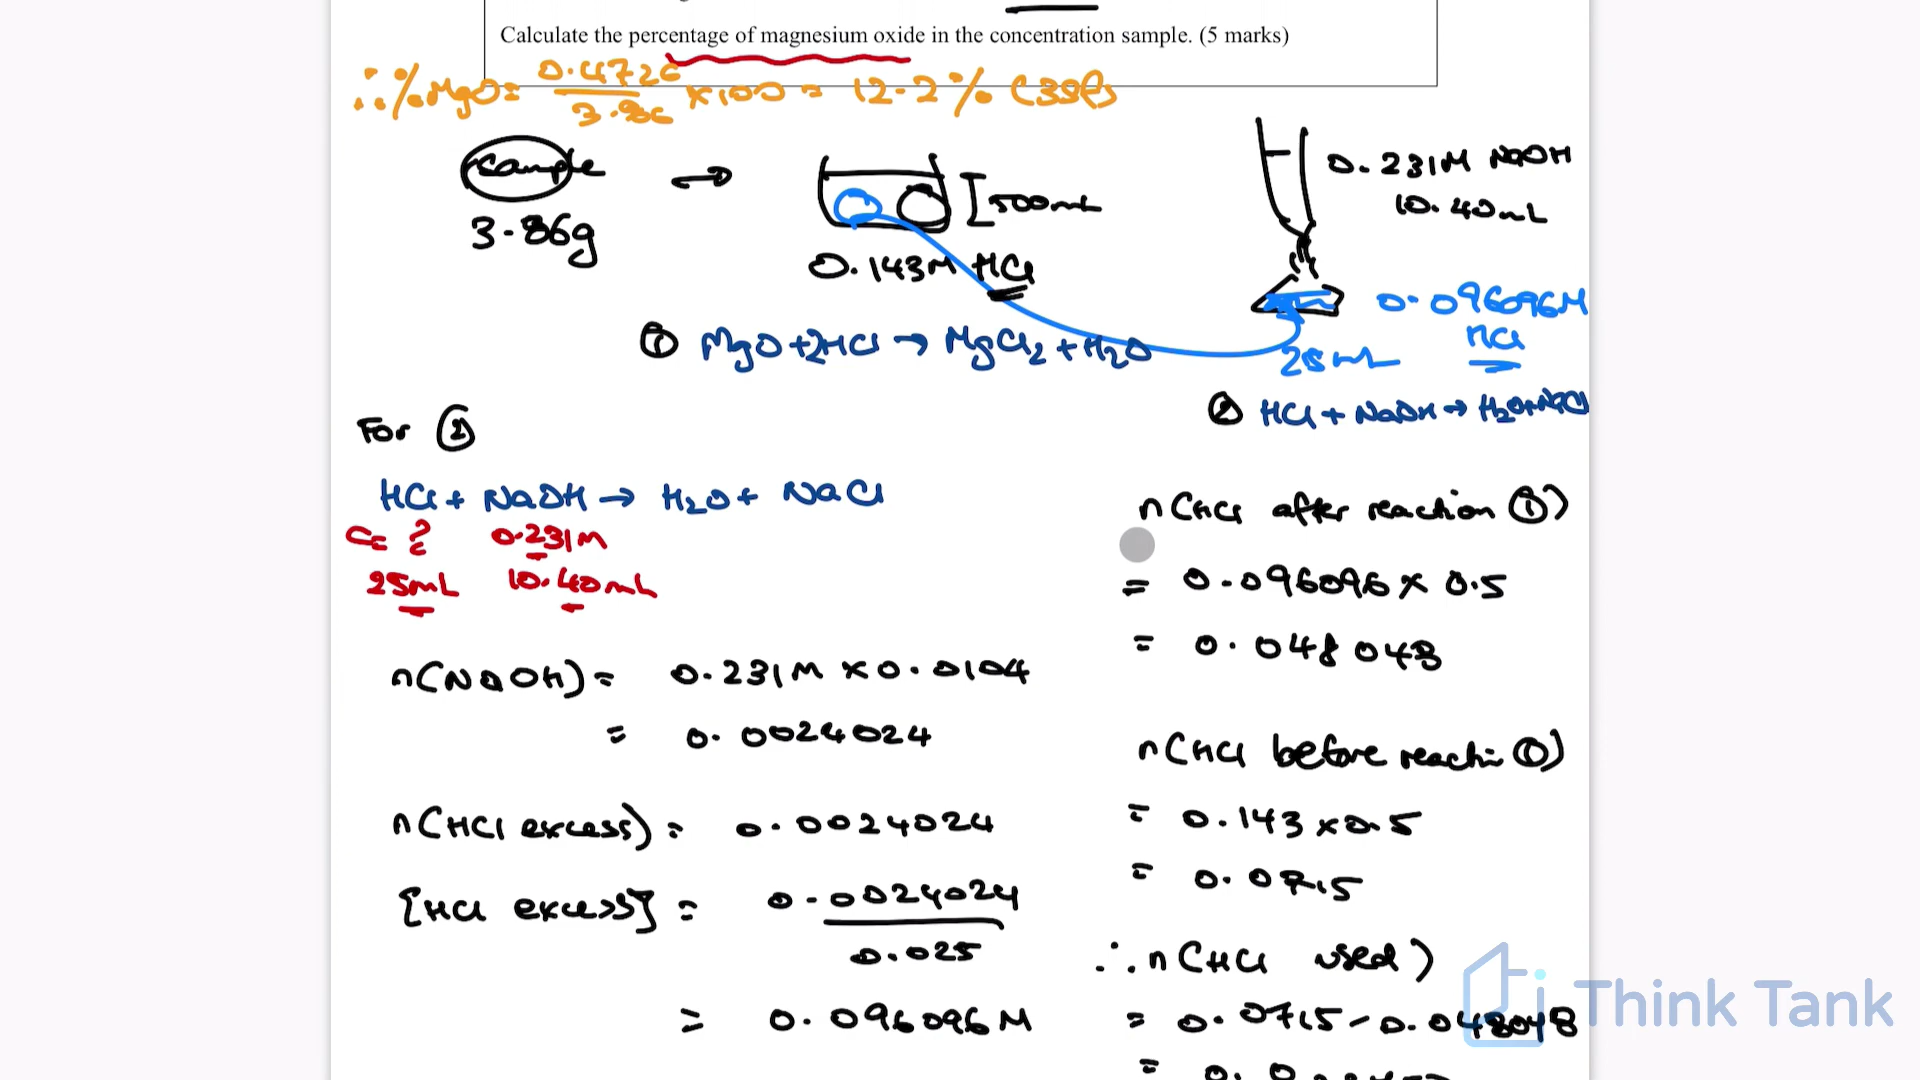 Calculate the percentage of magnesium oxide in the concentration sample. (5 marks)
∴ % MgO = 0.4726 / 3.86 × 100 = 12.2% (3SF)
sample →
3.86g
500mL
0.143M HCl
0.231M NaOH
10.40mL
0.096096M
HCl
25mL
① MgO + 2HCl → MgCl2 + H2O
② HCl + NaOH → H2O + NaCl
For ②
HCl + NaOH → H2O + NaCl
C = ? 0.231M
25mL 10.40mL
n(NaOH) = 0.231M × 0.0104
= 0.0024024
n(HCl excess) = 0.0024024
[HCl excess] = 0.0024024 / 0.025
= 0.096096M
n(HCl after reaction ①)
= 0.096096 × 0.5
= 0.048048
n(HCl before reactin ①)
= 0.143 × 0.5
= 0.0715
∴ n(HCl used)
= 0.0715 - 0.048048
Think Tank